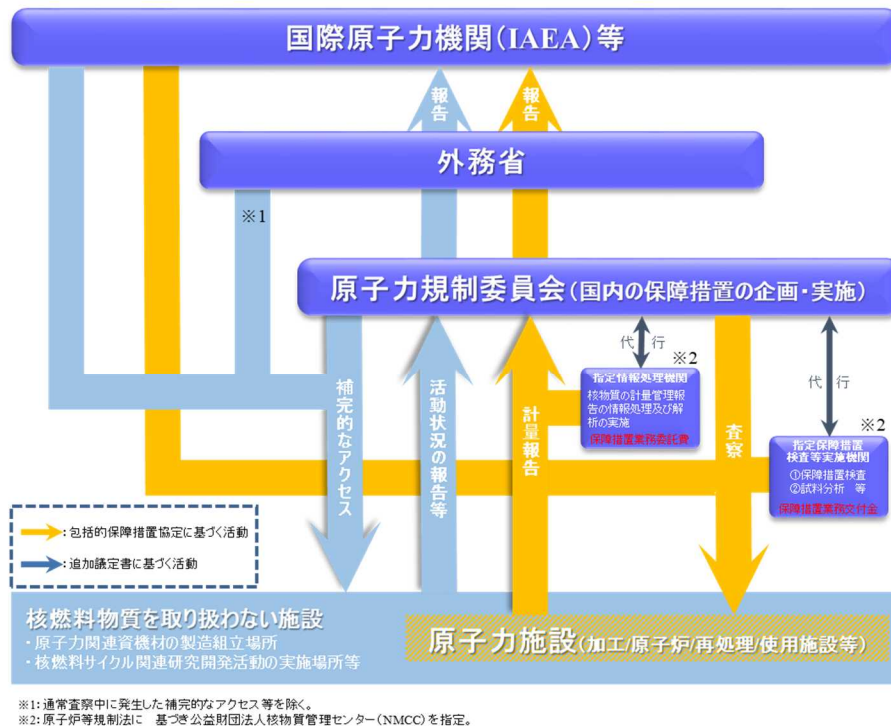 国際原子力機関(IAEA)等
報告
報告
外務省
※1
原子力規制委員会(国内の保障措置の企画・実施)
代行
※2
指定情報処理機関
核物質の計量管理報
告の情報処理及び解
析の実施
保障措置業務委託費
代行
※2
指定保障措置
検査等実施機関
①保障措置検査
②試料分析 等
保障措置業務交付金
補完的なアクセス
活動状況の報告等
計量報告
査察
:包括的保障措置協定に基づく活動
:追加議定書に基づく活動
核燃料物質を取り扱わない施設
・原子力関連資機材の製造組立場所
・核燃料サイクル関連研究開発活動の実施場所等
原子力施設(加工/原子炉/再処理/使用施設等)
※1:通常査察中に発生した補完的なアクセス等を除く。
※2:原子炉等規制法に 基づき公益財団法人核物質管理センター(NMCC)を指定。